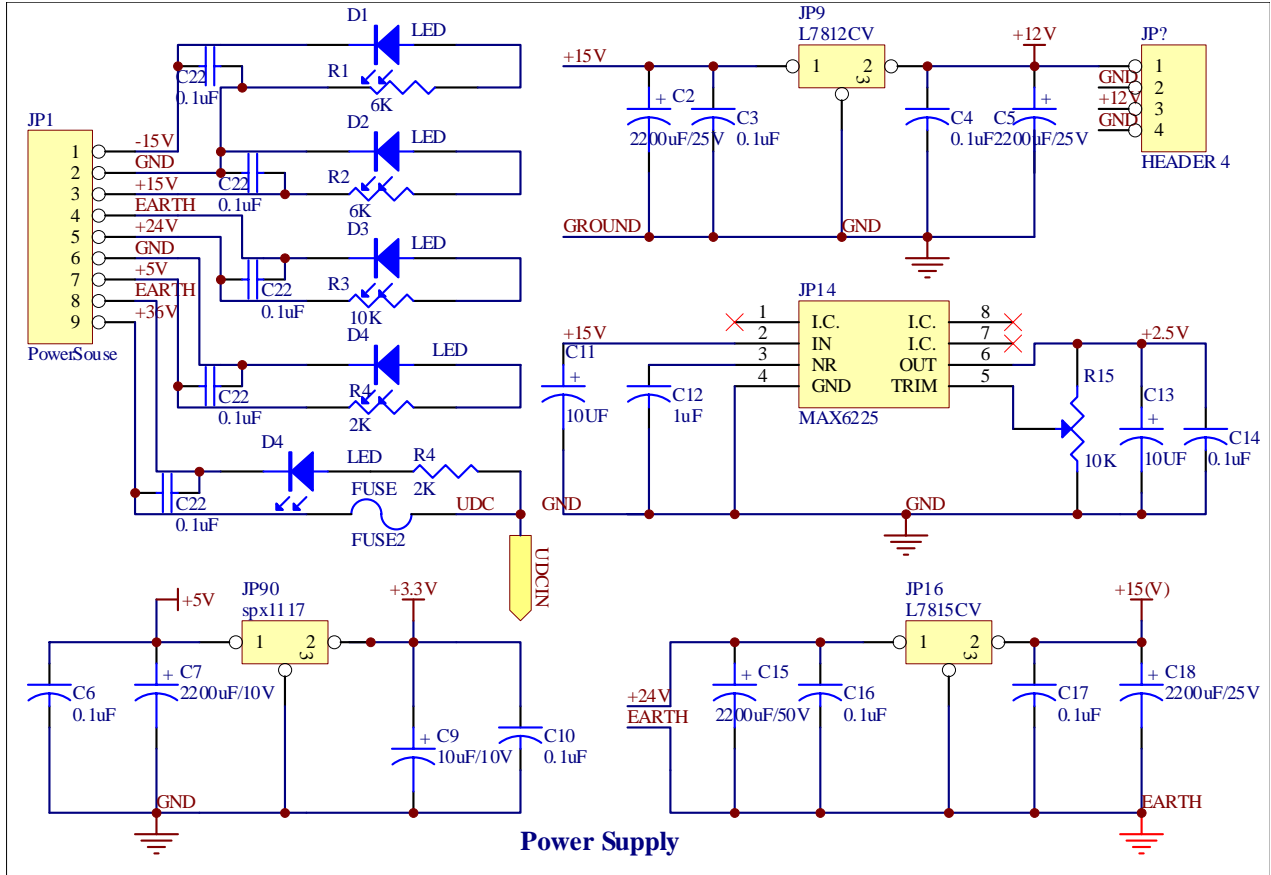 JP1
1
2
3
4
5
6
7
8
9
PowerSouse
-15V
GND
+15V
EARTH
+24V
GND
+5V
EARTH
+36V
D1
LED
C22
0.1uF
R1
6K
D2
LED
C22
0.1uF
R2
6K
D3
LED
C22
0.1uF
R3
10K
D4
LED
C22
0.1uF
R4
2K
D4
LED
R4
2K
C22
0.1uF
FUSE
FUSE2
UDC
UDCIN
JP9
L7812CV
1
2
3
+15V
C2
2200uF/25V
C3
0.1uF
C4
0.1uF
C5
2200uF/25V
+12V
GROUND
GND
JP?
GND
+12V
GND
1
2
3
4
HEADER 4
JP14
1
2
3
4
I.C.
IN
NR
GND
I.C.
I.C.
OUT
TRIM
8
7
6
5
MAX6225
+15V
C11
10UF
C12
1uF
GND
GND
+2.5V
R15
10K
C13
10UF
C14
0.1uF
JP90
spx1117
1
2
3
+5V
+3.3V
C6
0.1uF
C7
2200uF/10V
C9
10uF/10V
C10
0.1uF
GND
JP16
L7815CV
1
2
3
+15(V)
+24V
EARTH
C15
2200uF/50V
C16
0.1uF
C17
0.1uF
C18
2200uF/25V
EARTH
Power Supply